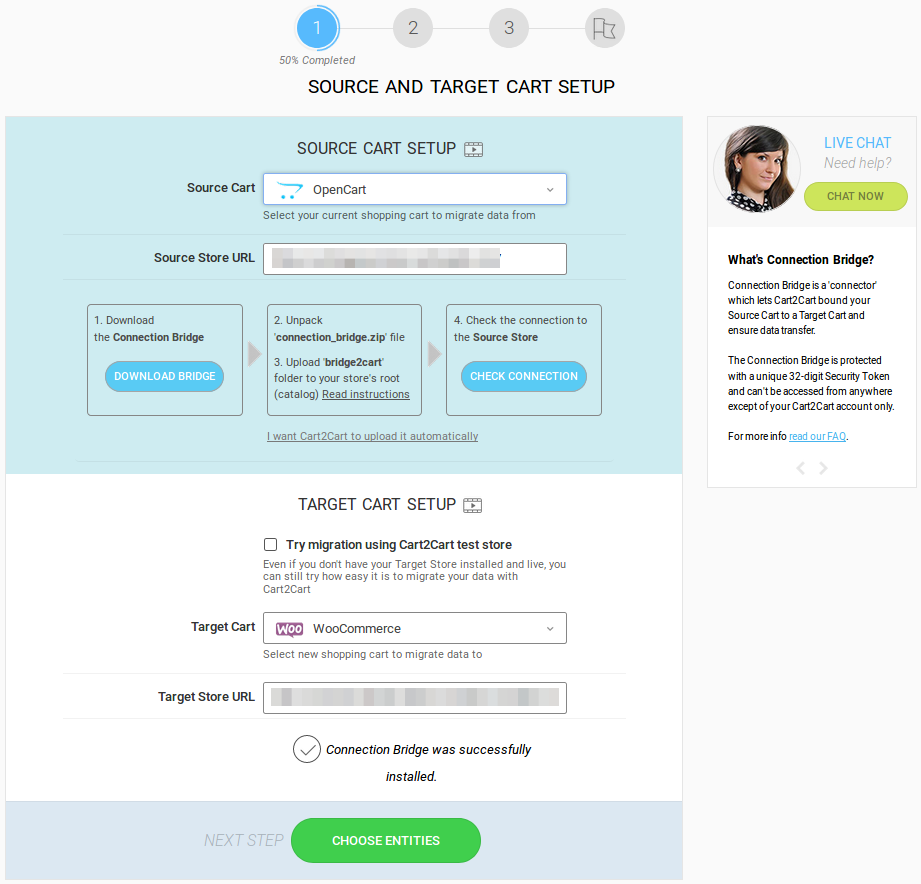 1
2
3
50% Completed
SOURCE AND TARGET CART SETUP
SOURCE CART SETUP
Source Cart
OpenCart
Select your current shopping cart to migrate data from
Source Store URL
1. Download
the Connection Bridge
DOWNLOAD BRIDGE
2. Unpack
'connection_bridge.zip' file
3. Upload 'bridge2cart'
folder to your store's root
(catalog) Read instructions
4. Check the connection to
the Source Store
CHECK CONNECTION
I want Cart2Cart to upload it automatically
TARGET CART SETUP
Try migration using Cart2Cart test store
Even if you don't have your Target Store installed and live, you
can still try how easy it is to migrate your data with
Cart2Cart
Target Cart
WOO
WooCommerce
Select new shopping cart to migrate data to
Target Store URL
Connection Bridge was successfully
installed.
NEXT STEP
CHOOSE ENTITIES
LIVE CHAT
Need help?
CHAT NOW
What's Connection Bridge?
Connection Bridge is a 'connector'
which lets Cart2Cart bound your
Source Cart to a Target Cart and
ensure data transfer.
The Connection Bridge is protected
with a unique 32-digit Security Token
and can't be accessed from anywhere
except of your Cart2Cart account only.
For more info read our FAQ.